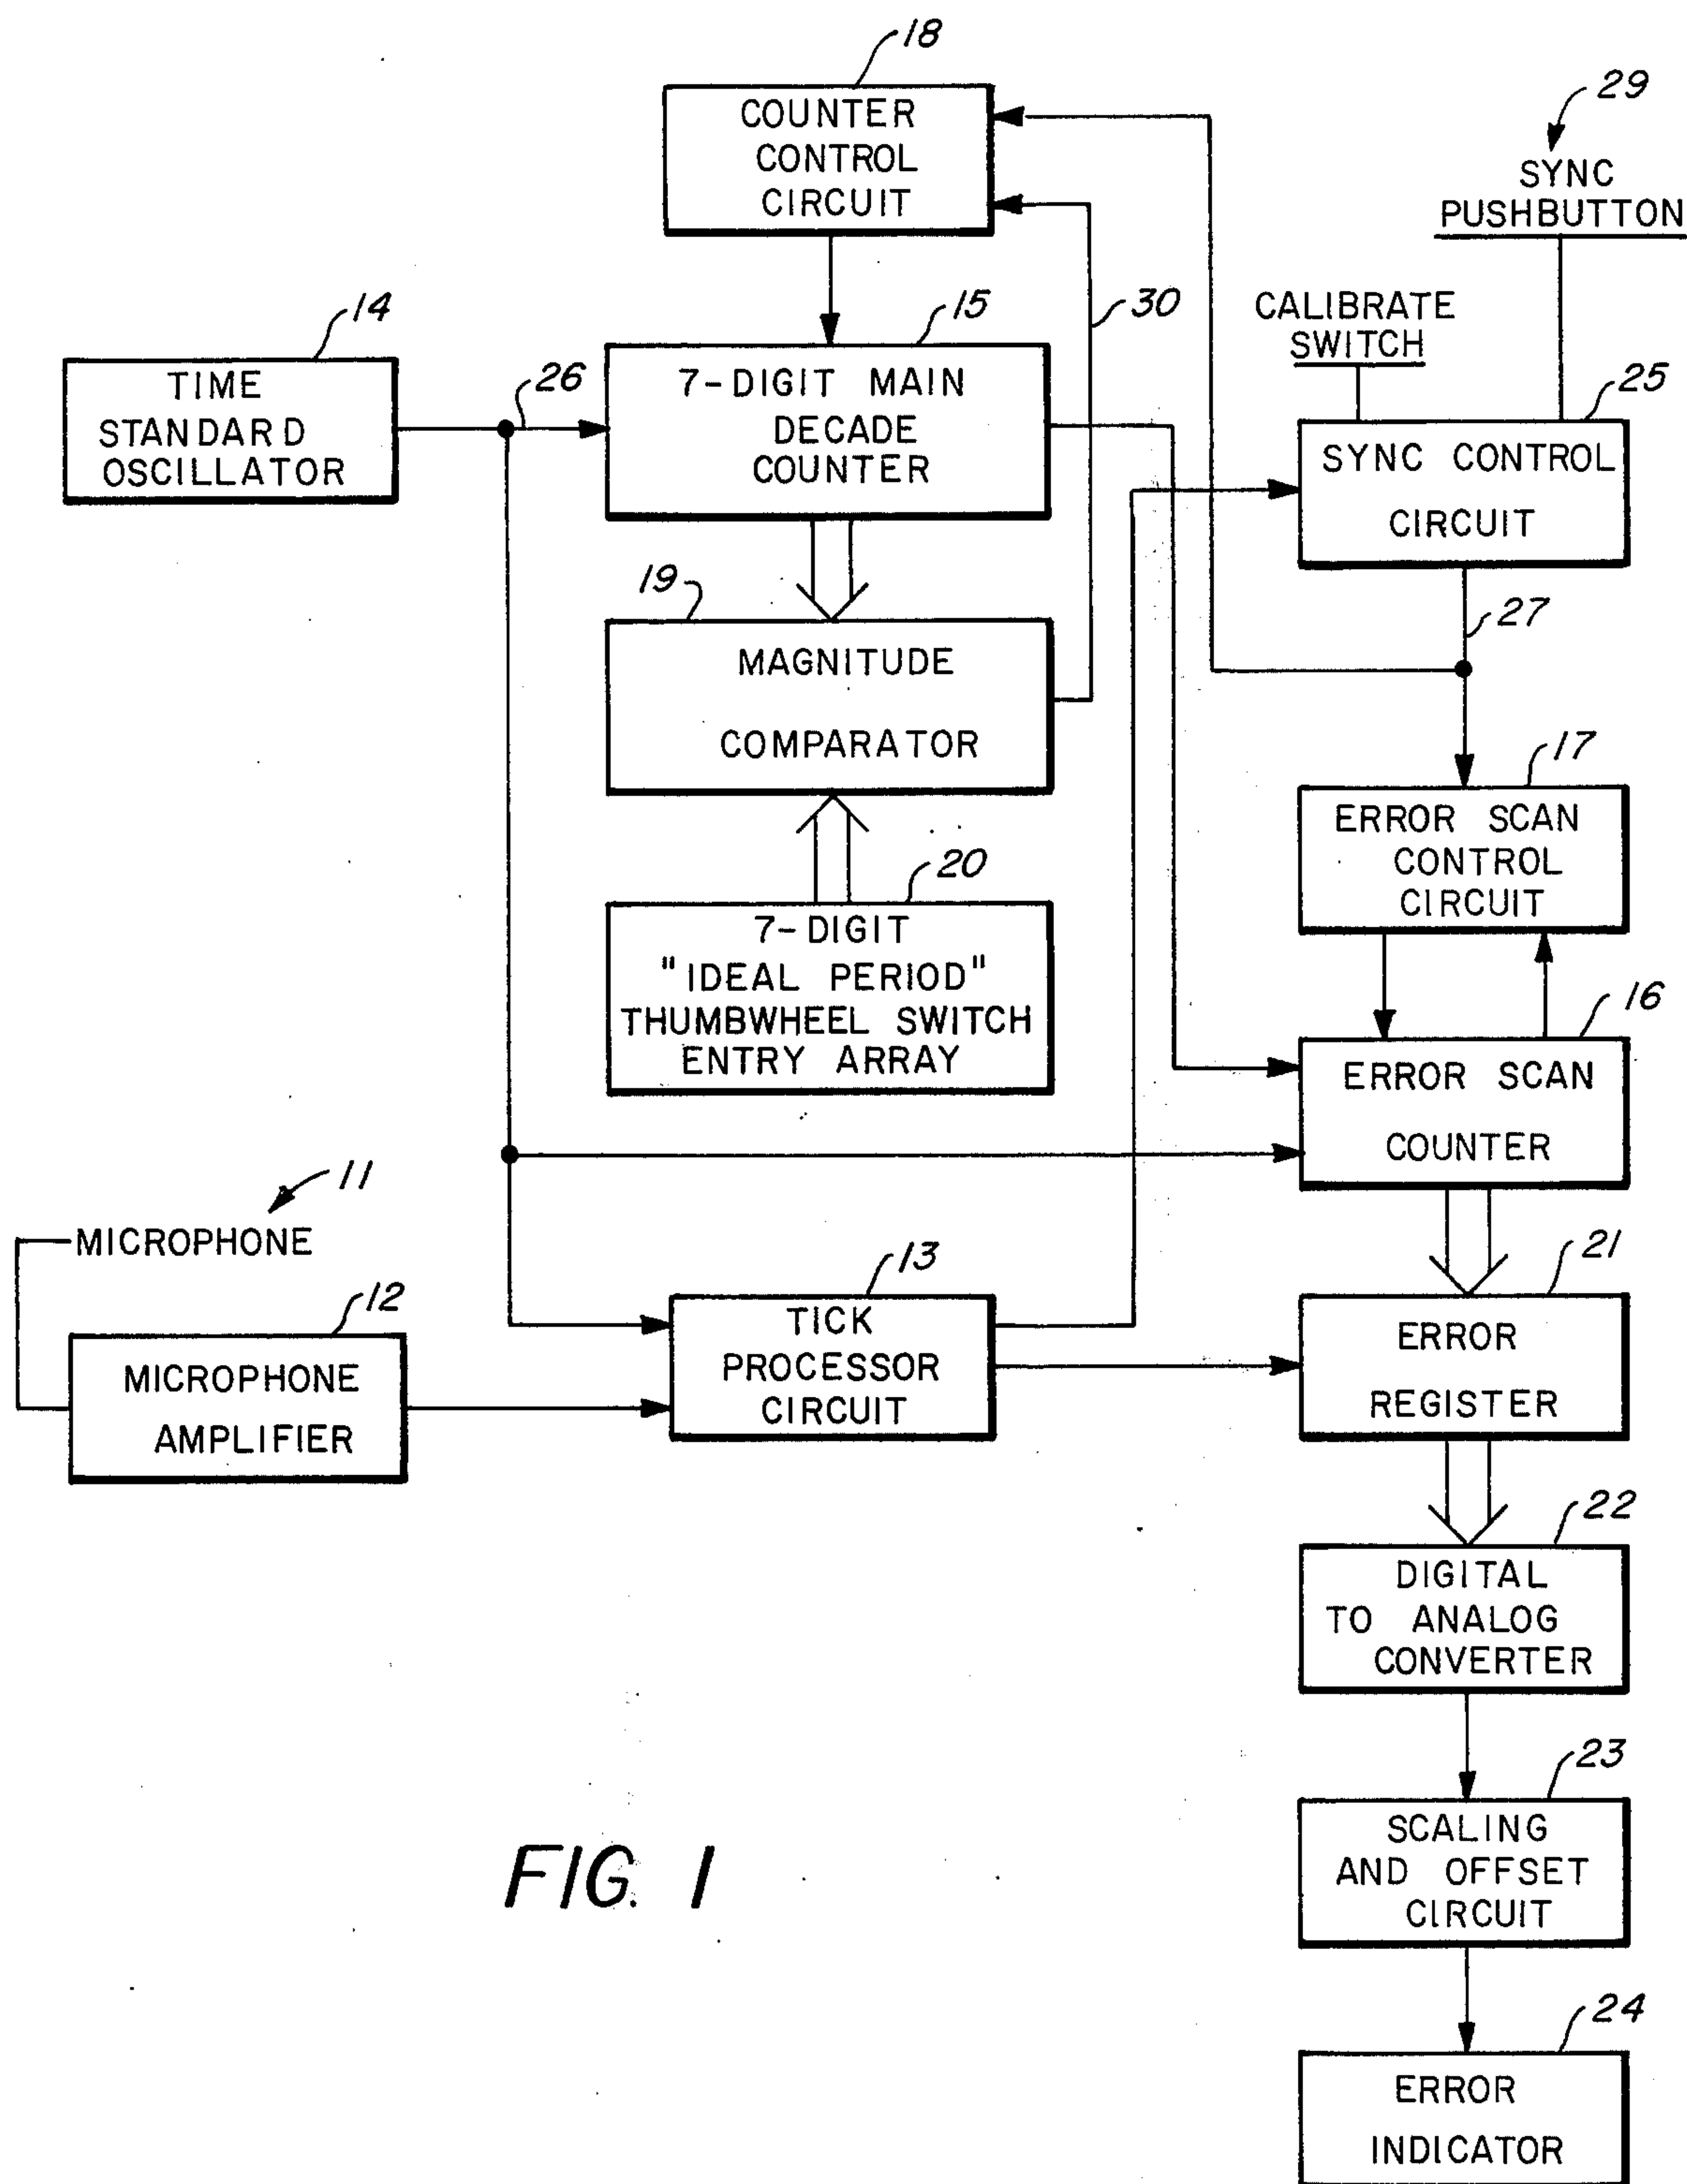 18
COUNTER
CONTROL
CIRCUIT
29
SYNC
PUSHBUTTON
14
TIME
STANDARD
OSCILLATOR
26
15
7-DIGIT MAIN
DECADE
COUNTER
30
CALIBRATE
SWITCH
25
SYNC CONTROL
CIRCUIT
19
MAGNITUDE
COMPARATOR
27
17
ERROR SCAN
CONTROL
CIRCUIT
20
7-DIGIT
"IDEAL PERIOD"
THUMBWHEEL SWITCH
ENTRY ARRAY
16
ERROR SCAN
COUNTER
11
MICROPHONE
12
MICROPHONE
AMPLIFIER
13
TICK
PROCESSOR
CIRCUIT
21
ERROR
REGISTER
22
DIGITAL
TO ANALOG
CONVERTER
23
SCALING
AND OFFSET
CIRCUIT
24
ERROR
INDICATOR
FIG. 1